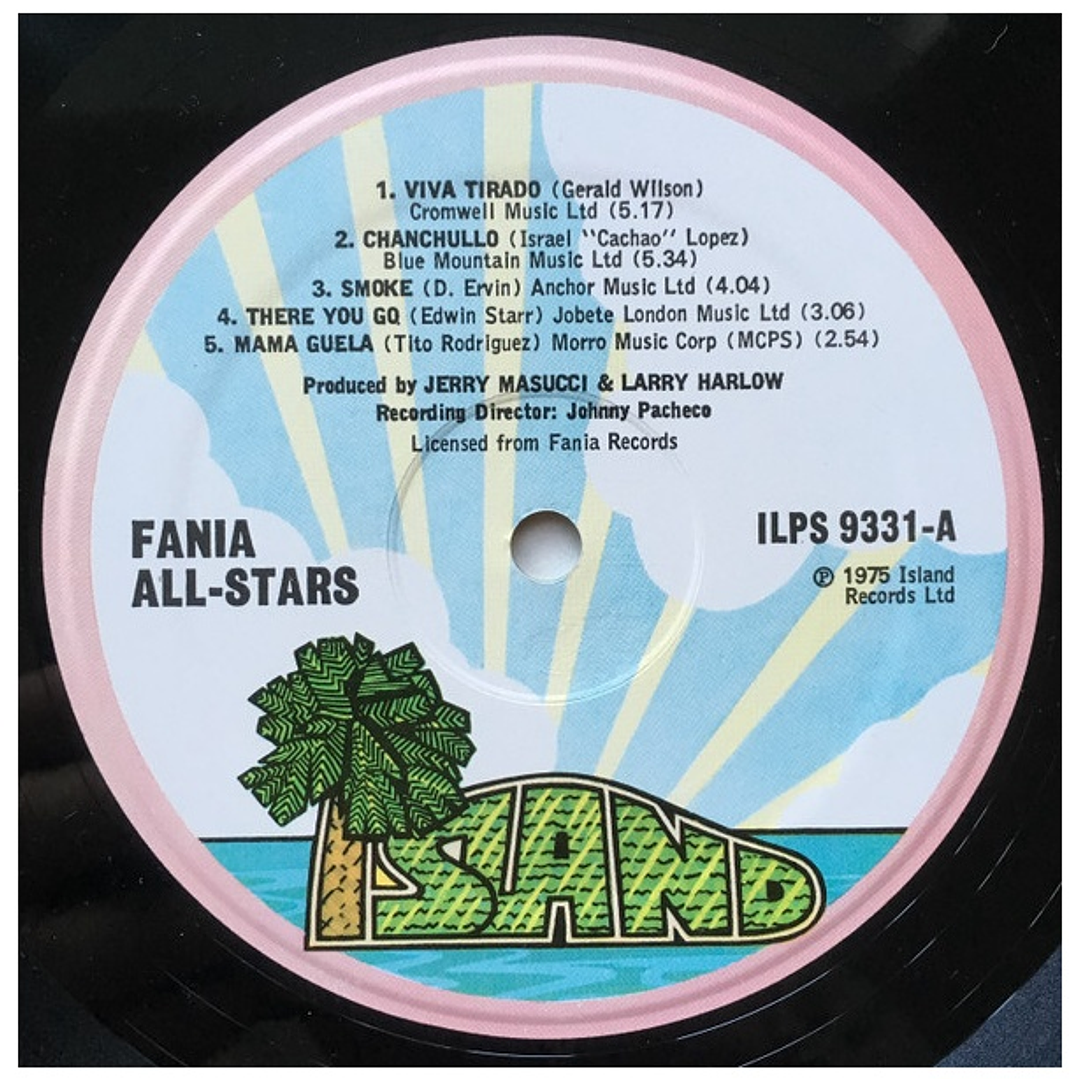 1. VIVA TIRADO (Gerald Wilson)
Cromwell Music Ltd (5.17)
2. CHANCHULLO (Israel "Cachao" Lopez)
Blue Mountain Music Ltd (5.34)
3. SMOKE (D. Ervin) Anchor Music Ltd (4.04)
4. THERE YOU GO (Edwin Starr) Jobete London Music Ltd (3.06)
5. MAMA GUELA (Tito Rodriguez) Morro Music Corp (MCPS) (2.54)
Produced by JERRY MASUCCI & LARRY HARLOW
Recording Director: Johnny Pacheco
Licensed from Fania Records
FANIA
ALL-STARS
ILPS 9331-A
℗ 1975 Island
Records Ltd
ISLAND